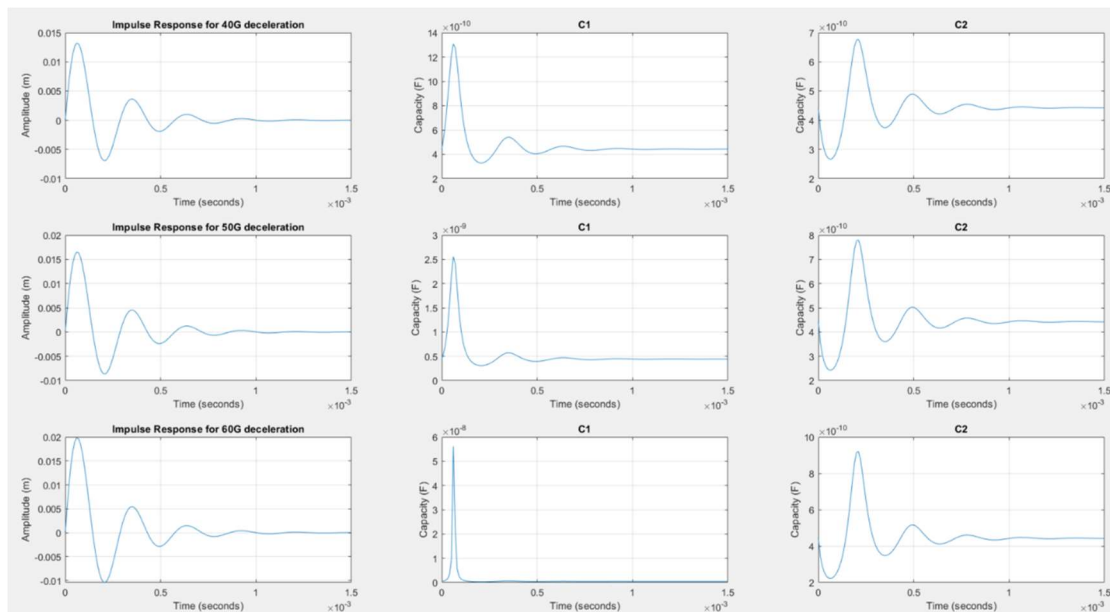 Impulse Response for 40G deceleration
0.015
0.01
0.005
0
-0.005
-0.01
Amplitude (m)
0 0.5 1 1.5
Time (seconds) ×10⁻³
C1
×10⁻¹⁰
14
12
10
8
6
4
2
Capacity (F)
0 0.5 1 1.5
Time (seconds) ×10⁻³
C2
×10⁻¹⁰
7
6
5
4
3
2
Capacity (F)
0 0.5 1 1.5
Time (seconds) ×10⁻³
Impulse Response for 50G deceleration
0.02
0.015
0.01
0.005
0
-0.005
-0.01
Amplitude (m)
0 0.5 1 1.5
Time (seconds) ×10⁻³
C1
×10⁻⁹
3
2.5
2
1.5
1
0.5
0
Capacity (F)
0 0.5 1 1.5
Time (seconds) ×10⁻³
C2
×10⁻¹⁰
8
7
6
5
4
3
2
Capacity (F)
0 0.5 1 1.5
Time (seconds) ×10⁻³
Impulse Response for 60G deceleration
0.02
0.015
0.01
0.005
0
-0.005
-0.01
Amplitude (m)
0 0.5 1 1.5
Time (seconds) ×10⁻³
C1
×10⁻⁸
6
5
4
3
2
1
0
Capacity (F)
0 0.5 1 1.5
Time (seconds) ×10⁻³
C2
×10⁻¹⁰
10
8
6
4
2
Capacity (F)
0 0.5 1 1.5
Time (seconds) ×10⁻³